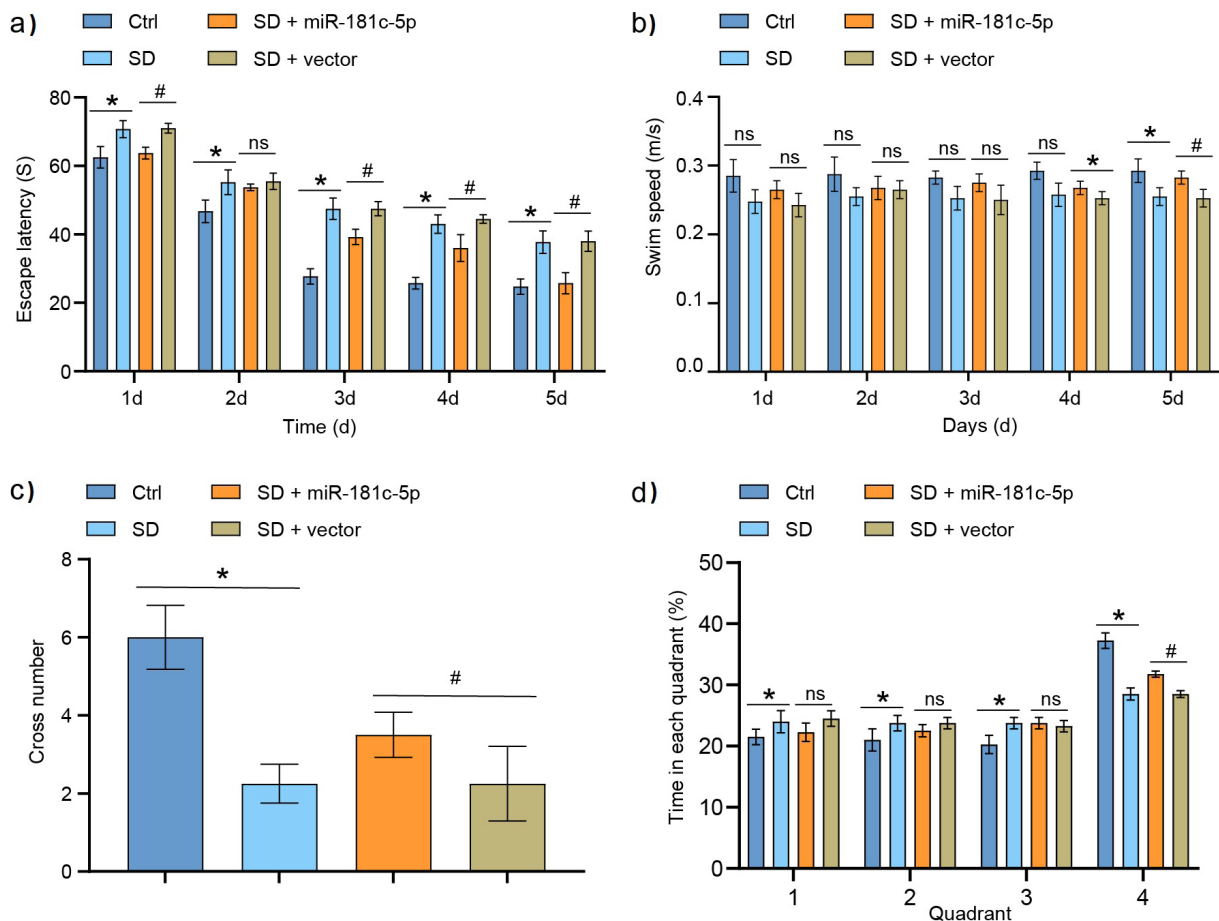 a)
Ctrl
SD + miR-181c-5p
SD
SD + vector
Escape latency (S)
80
60
40
20
0
* # * ns * # * # * #
1d 2d 3d 4d 5d
Time (d)
b)
Ctrl
SD + miR-181c-5p
SD
SD + vector
Swim speed (m/s)
0.4
0.3
0.2
0.1
0.0
ns ns ns ns ns ns ns * * #
1d 2d 3d 4d 5d
Days (d)
c)
Ctrl
SD + miR-181c-5p
SD
SD + vector
Cross number
8
6
4
2
0
* #
d)
Ctrl
SD + miR-181c-5p
SD
SD + vector
Time in each quadrant (%)
50
40
30
20
10
0
* ns * ns * ns * #
1 2 3 4
Quadrant